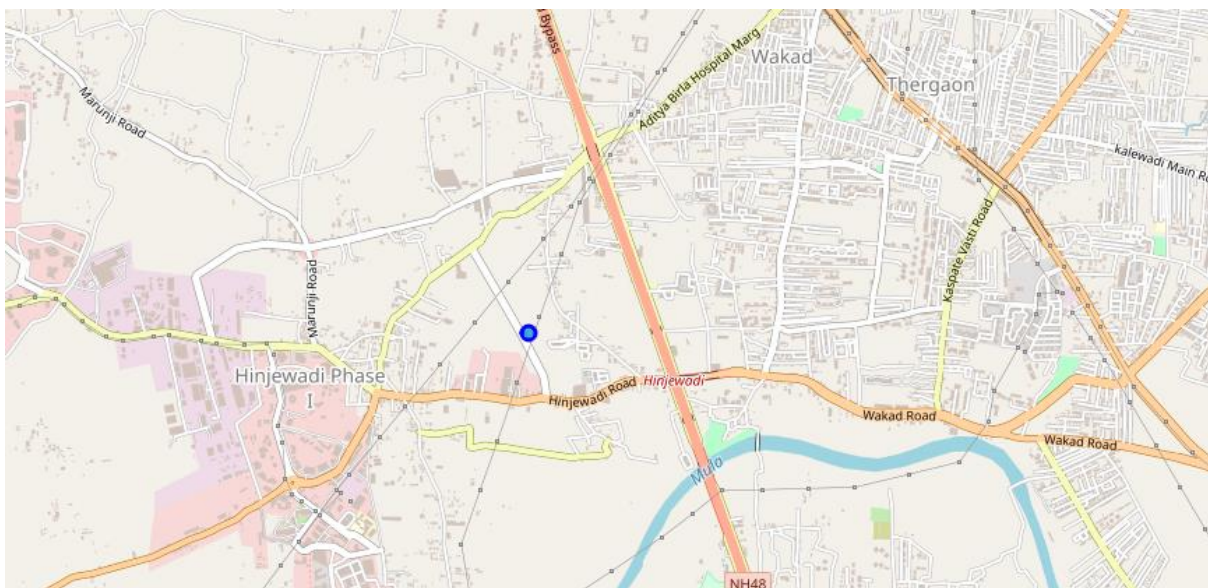 Bypass
Aditya Birla Hospital Marg
Wakad
Thergaon
Marunji Road
kalewadi Main
Kaspate Vasti Road
Marunji Road
Hinjewadi Phase
I
Hinjewadi Road
Hinjewadi
Wakad Road
Wakad Road
Mulo
NH48